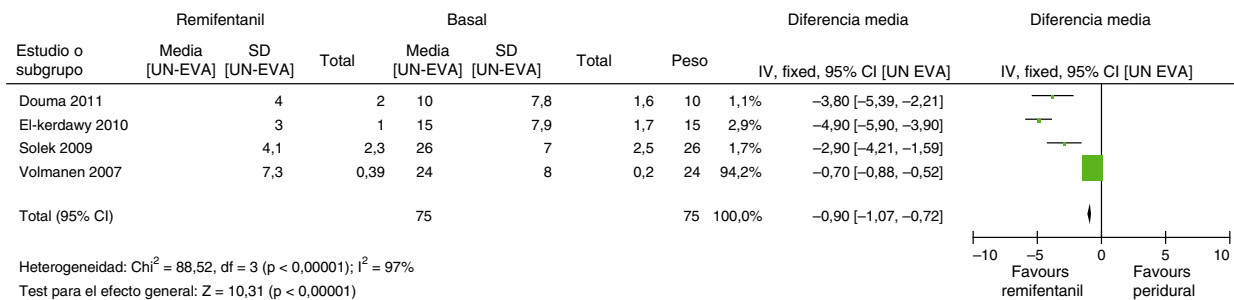 Remifentanil Basal Diferencia media Diferencia media
Estudio o subgrupo Media [UN-EVA] SD [UN-EVA] Total Media [UN-EVA] SD [UN-EVA] Total Peso IV, fixed, 95% CI [UN EVA] IV, fixed, 95% CI [UN EVA]
Douma 2011 4 2 10 7,8 1,6 10 1,1% –3,80 [–5,39, –2,21]
El-kerdawy 2010 3 1 15 7,9 1,7 15 2,9% –4,90 [–5,90, –3,90]
Solek 2009 4,1 2,3 26 7 2,5 26 1,7% –2,90 [–4,21, –1,59]
Volmanen 2007 7,3 0,39 24 8 0,2 24 94,2% –0,70 [–0,88, –0,52]
Total (95% CI) 75 75 100,0% –0,90 [–1,07, –0,72]
–10 –5 0 5 10
Favours remifentanil Favours peridural
Heterogeneidad: Chi² = 88,52, df = 3 (p < 0,00001); I² = 97%
Test para el efecto general: Z = 10,31 (p < 0,00001)